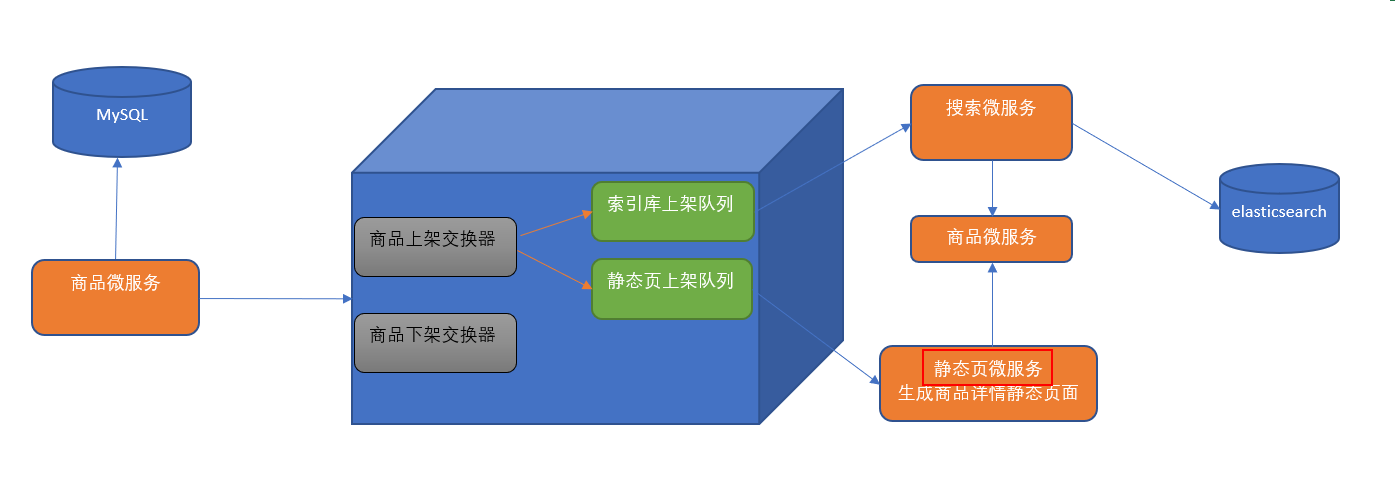 MySQL
商品微服务
商品上架交换器
商品下架交换器
索引库上架队列
静态页上架队列
搜索微服务
商品微服务
静态页微服务
生成商品详情静态页面
elasticsearch